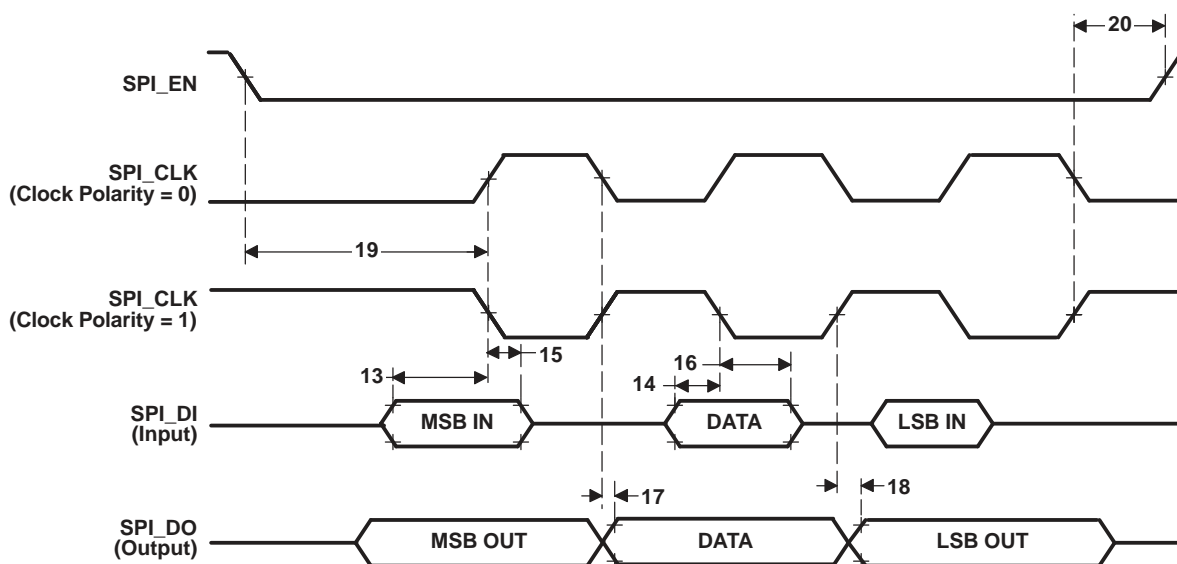 20
SPI_EN
SPI_CLK
(Clock Polarity = 0)
19
SPI_CLK
(Clock Polarity = 1)
15
16
13
14
SPI_DI
(Input)
MSB IN
DATA
LSB IN
17
18
SPI_DO
(Output)
MSB OUT
DATA
LSB OUT